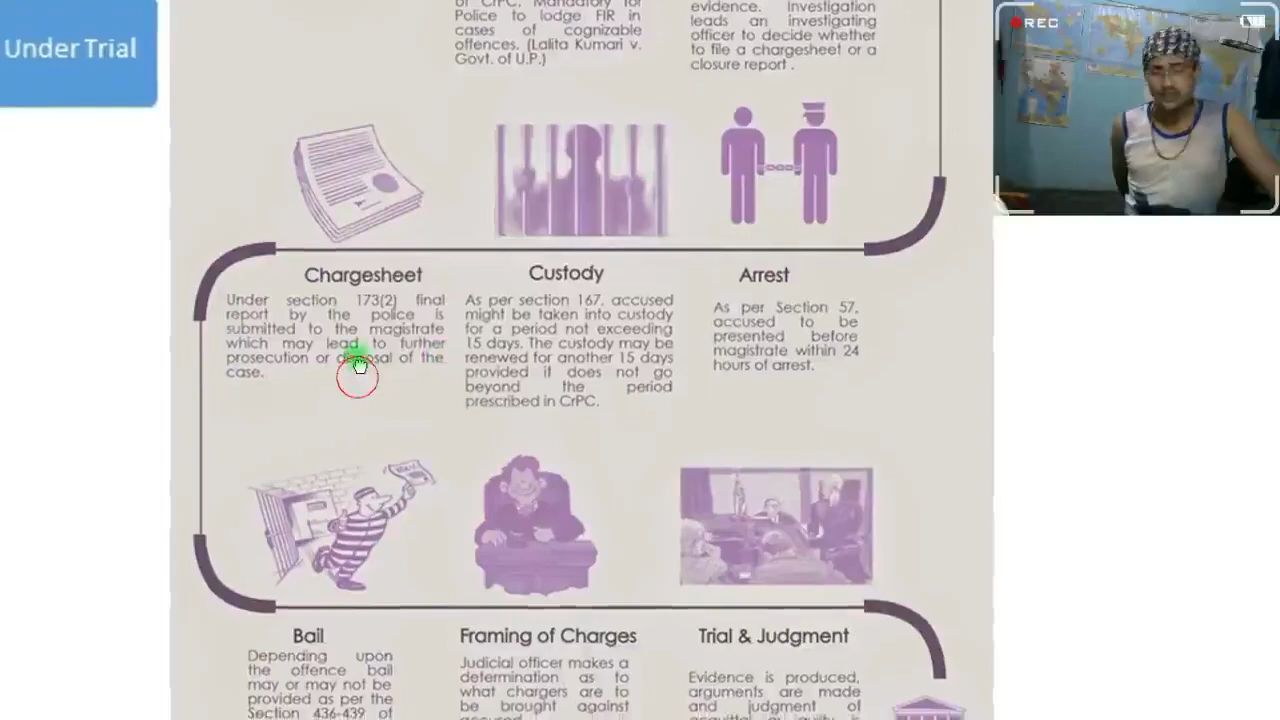 Under Trial
REC
of CrPC. Mandatory for
Police to lodge FIR in
cases of cognizable
offences. (Lalita Kumari v.
Govt. of U.P.)
evidence. Investigation
leads an investigating
officer to decide whether
to file a chargesheet or a
closure report .
Chargesheet
Under section 173(2) final
report by the police is
submitted to the magistrate
which may lead to further
prosecution or disposal of the
case.
Custody
As per section 167, accused
might be taken into custody
for a period not exceeding
15 days. The custody may be
renewed for another 15 days
provided it does not go
beyond the period
prescribed in CrPC.
Arrest
As per Section 57,
accused to be
presented before
magistrate within 24
hours of arrest.
Bail
Depending upon
the offence bail
may or may not be
provided as per the
Section 436-439 of
Framing of Charges
Judicial officer makes a
determination as to
what chargers are to
be brought against
accused
Trial & Judgment
Evidence is produced,
arguments are made
and judgment of